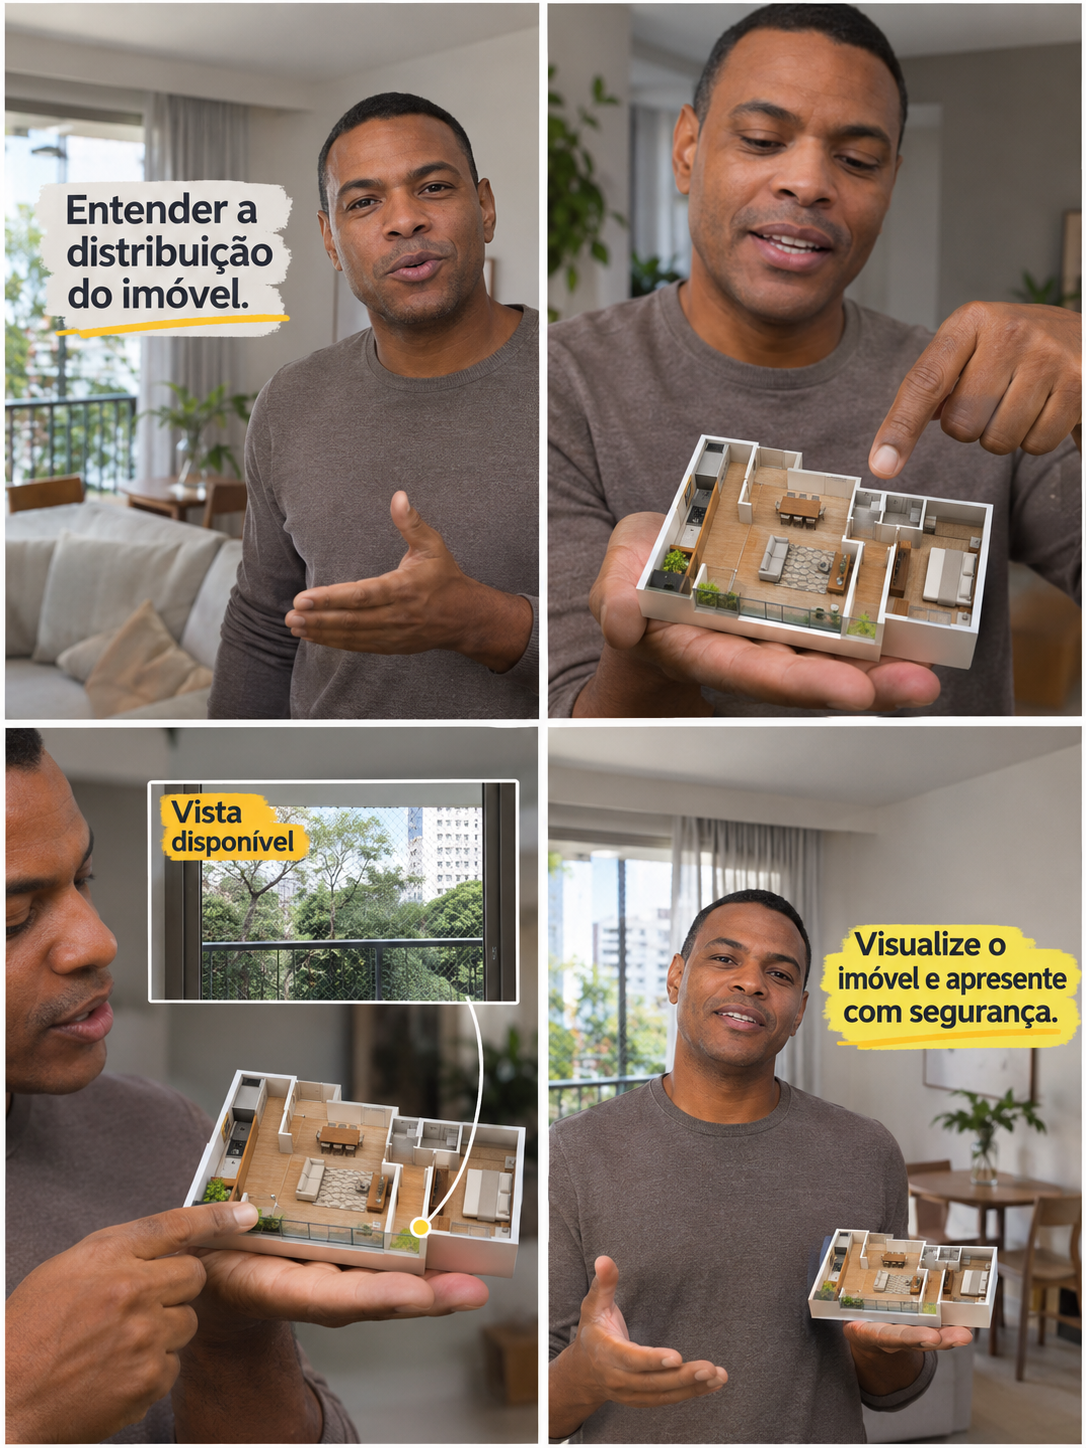 Entender a
distribuição
do imóvel.
Vista
disponível
Visualize o
imóvel e apresente
com segurança.